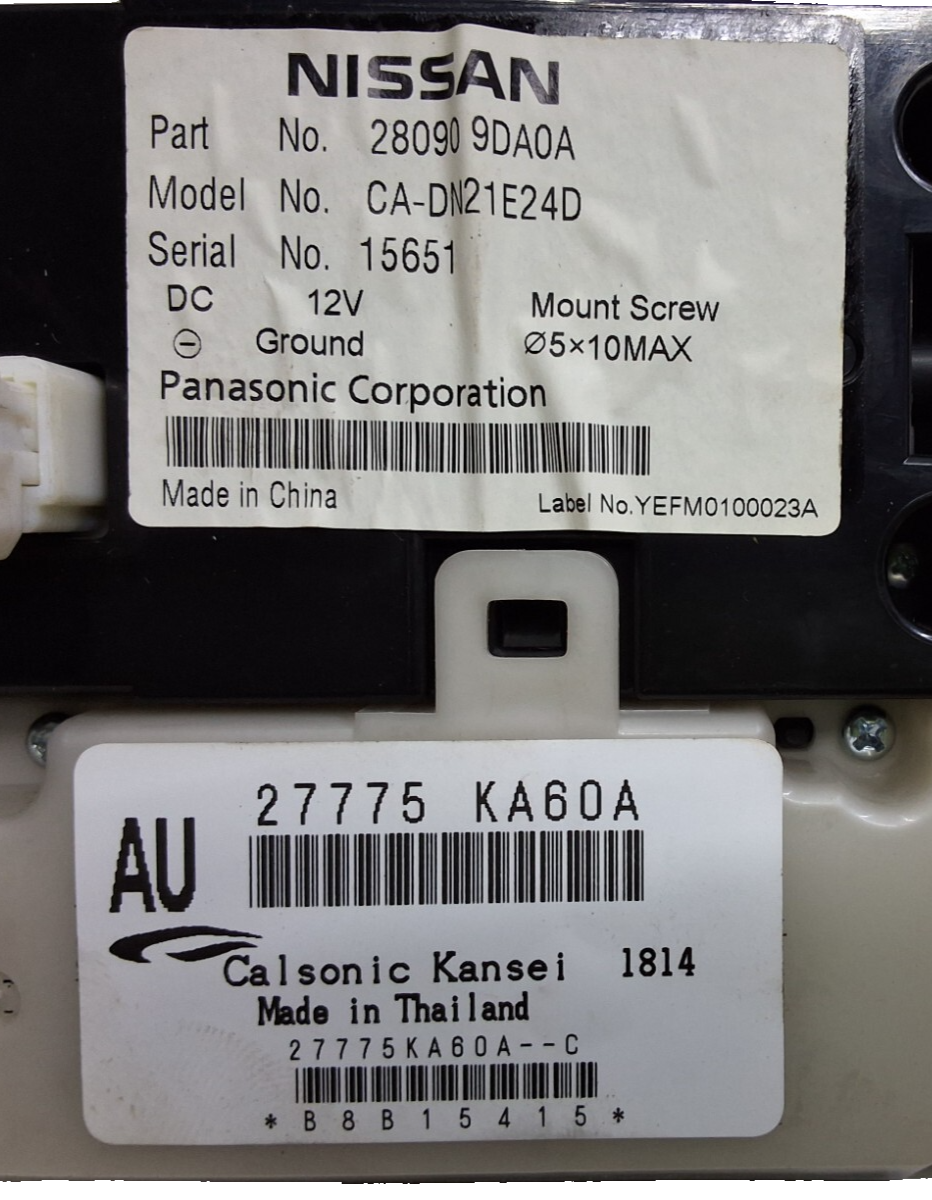 NISSAN
Part No. 28090 9DA0A
Model No. CA-DN21E24D
Serial No. 15651
DC 12V Mount Screw
⊖ Ground Ø5×10MAX
Panasonic Corporation
Made in China Label No.YEFM0100023A
27775 KA60A
AU
Calsonic Kansei 1814
Made in Thailand
27775KA60A--C
*B8B15415*